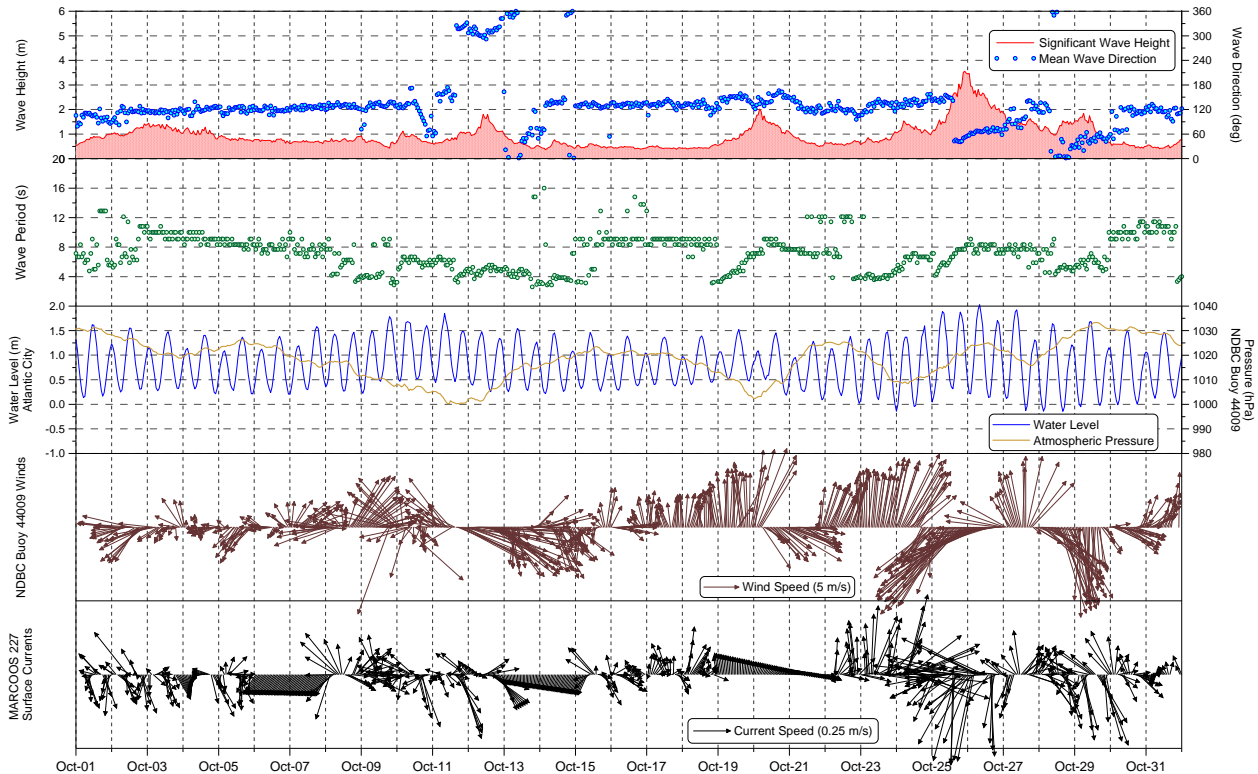 6
5
4
3
2
1
0
Wave Height (m)
360
300
240
180
120
60
0
Wave Direction (deg)
Significant Wave Height
Mean Wave Direction
20
16
12
8
4
Wave Period (s)
2.0
1.5
1.0
0.5
0.0
-0.5
-1.0
Water Level (m)
Atlantic City
1040
1030
1020
1010
1000
990
980
Pressure (hPa)
NDBC Buoy 44009
Water Level
Atmospheric Pressure
NDBC Buoy 44009 Winds
Wind Speed (5 m/s)
MARCOOS 227
Surface Currents
Current Speed (0.25 m/s)
Oct-01 Oct-03 Oct-05 Oct-07 Oct-09 Oct-11 Oct-13 Oct-15 Oct-17 Oct-19 Oct-21 Oct-23 Oct-25 Oct-27 Oct-29 Oct-31